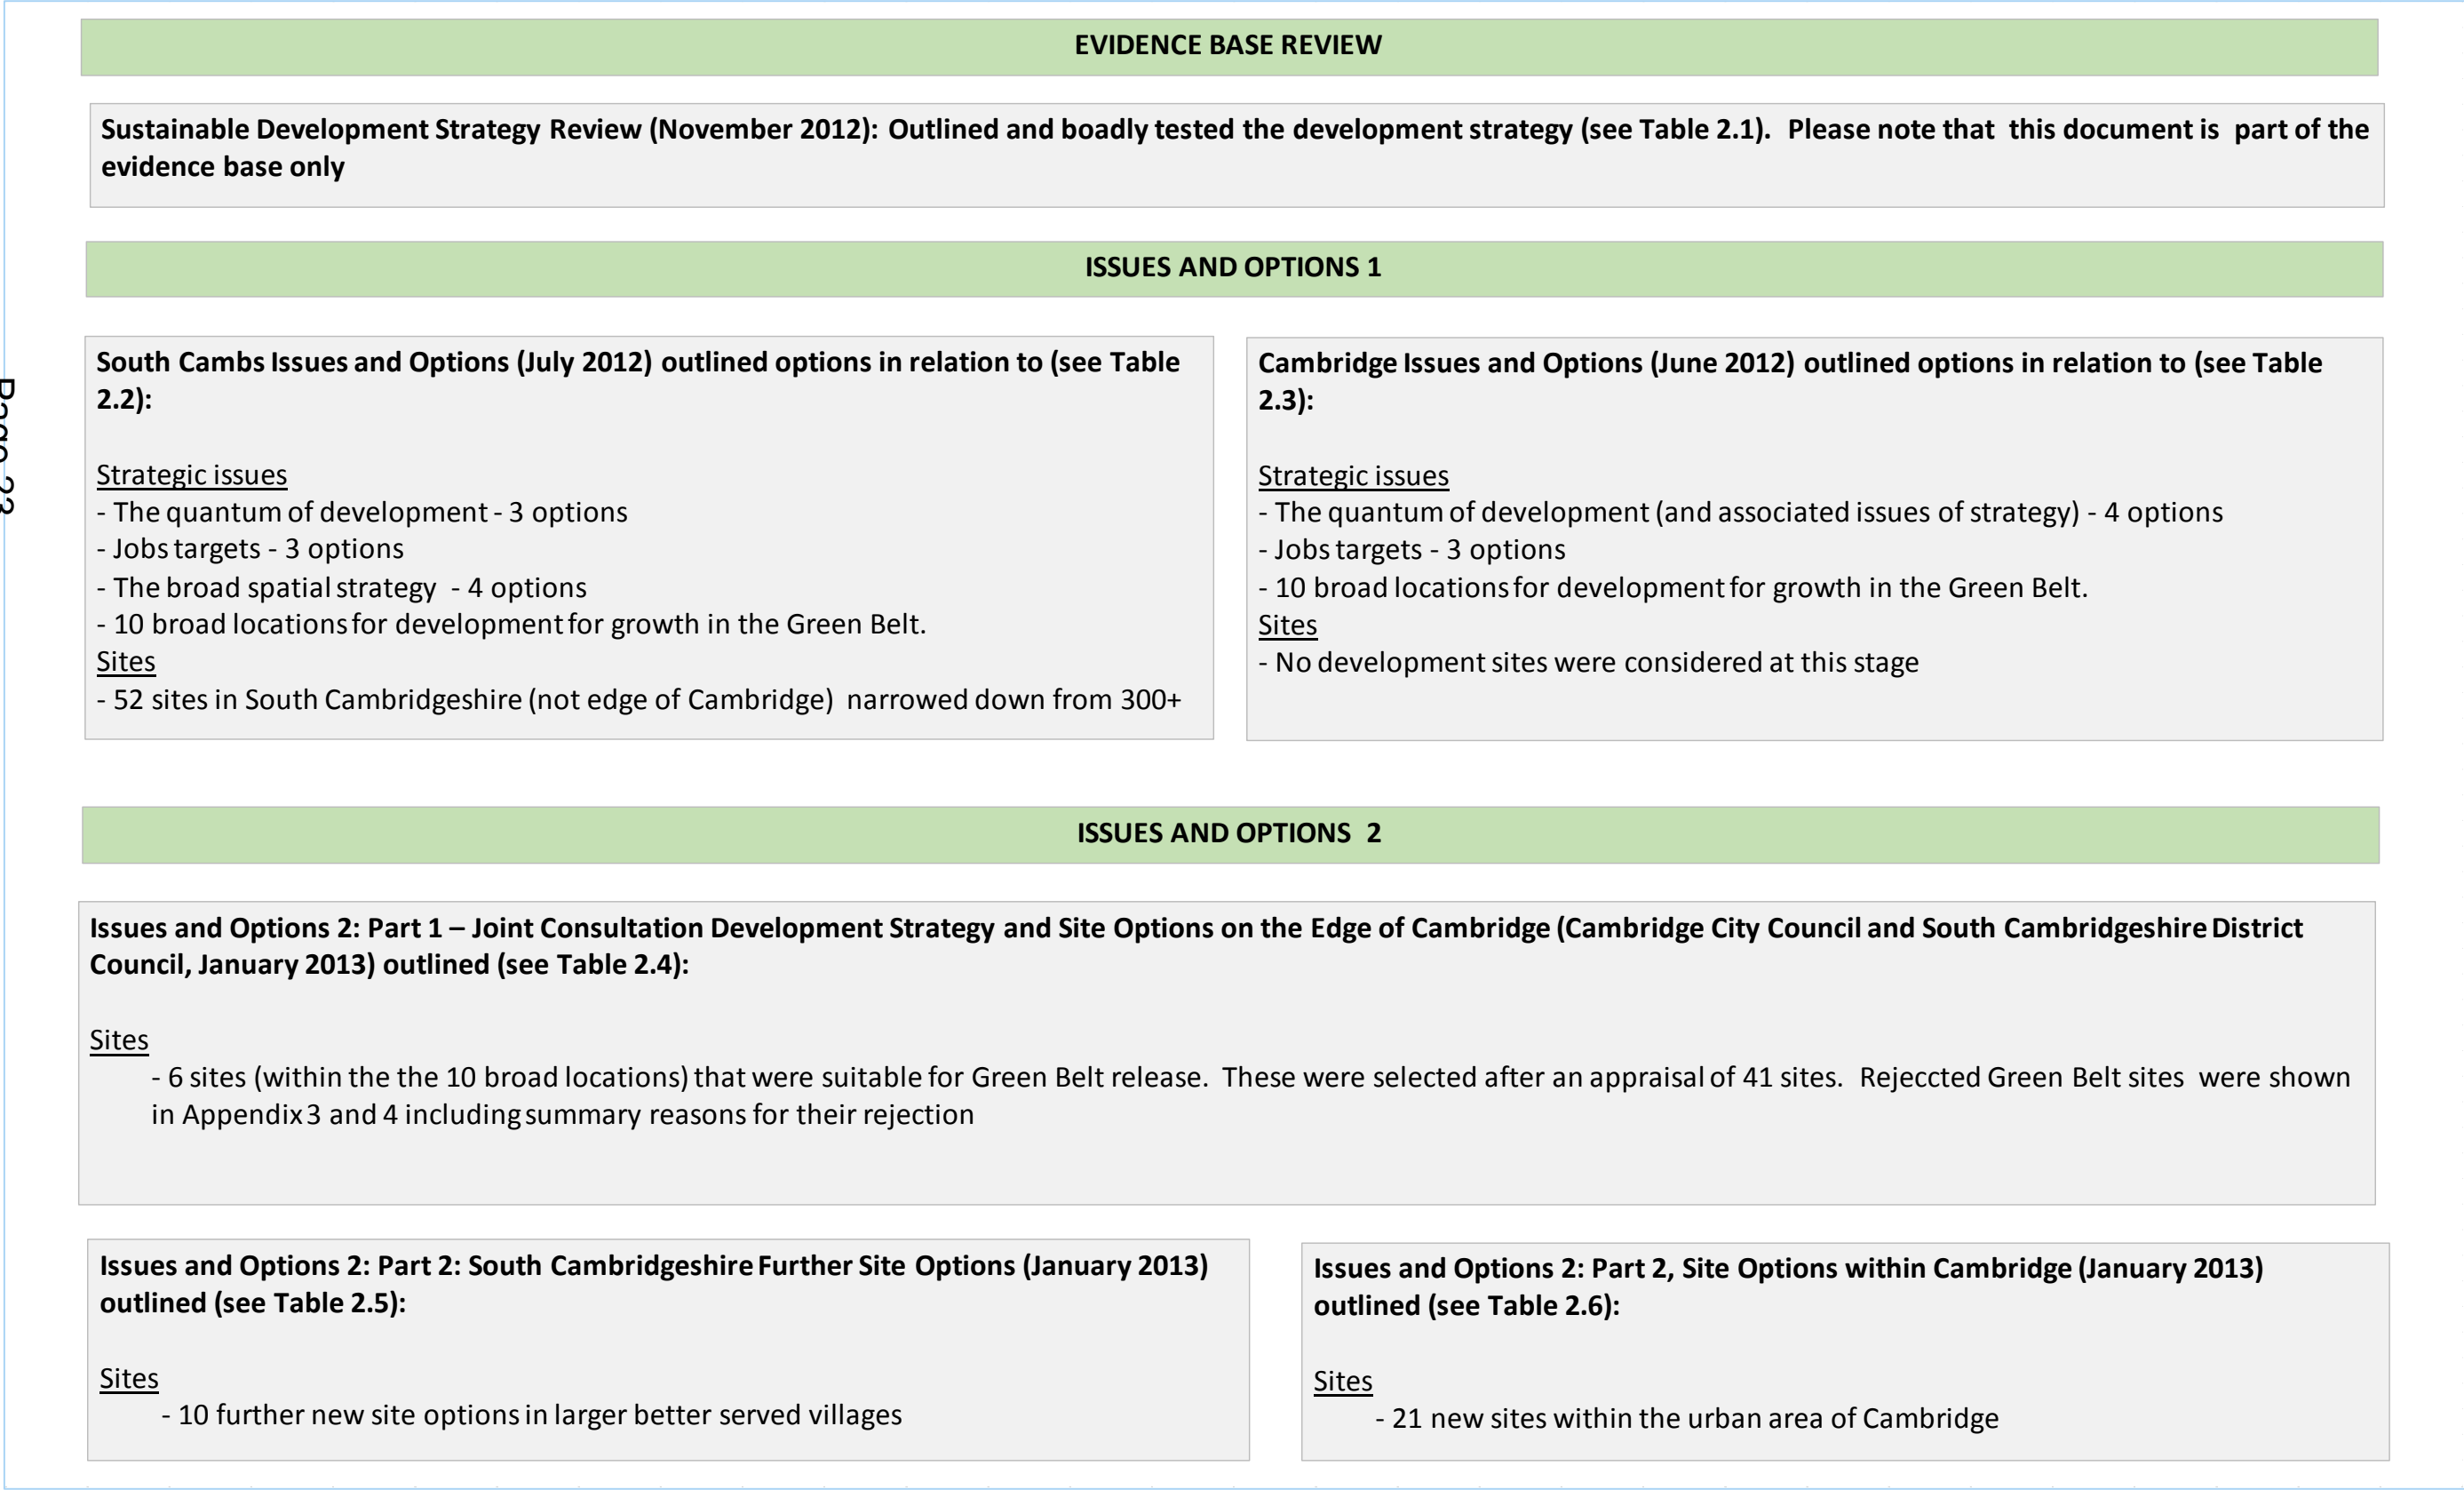 EVIDENCE BASE REVIEW
Sustainable Development Strategy Review (November 2012): Outlined and boadly tested the development strategy (see Table 2.1). Please note that this document is part of the
evidence base only
ISSUES AND OPTIONS 1
South Cambs Issues and Options (July 2012) outlined options in relation to (see Table
2.2):
Strategic issues
- The quantum of development - 3 options
- Jobs targets - 3 options
- The broad spatial strategy - 4 options
- 10 broad locations for development for growth in the Green Belt.
Sites
- 52 sites in South Cambridgeshire (not edge of Cambridge) narrowed down from 300+
Cambridge Issues and Options (June 2012) outlined options in relation to (see Table
2.3):
Strategic issues
- The quantum of development (and associated issues of strategy) - 4 options
- Jobs targets - 3 options
- 10 broad locations for development for growth in the Green Belt.
Sites
- No development sites were considered at this stage
ISSUES AND OPTIONS 2
Issues and Options 2: Part 1 – Joint Consultation Development Strategy and Site Options on the Edge of Cambridge (Cambridge City Council and South Cambridgeshire District
Council, January 2013) outlined (see Table 2.4):
Sites
- 6 sites (within the the 10 broad locations) that were suitable for Green Belt release. These were selected after an appraisal of 41 sites. Rejeccted Green Belt sites were shown
in Appendix 3 and 4 including summary reasons for their rejection
Issues and Options 2: Part 2: South Cambridgeshire Further Site Options (January 2013)
outlined (see Table 2.5):
Sites
- 10 further new site options in larger better served villages
Issues and Options 2: Part 2, Site Options within Cambridge (January 2013)
outlined (see Table 2.6):
Sites
- 21 new sites within the urban area of Cambridge